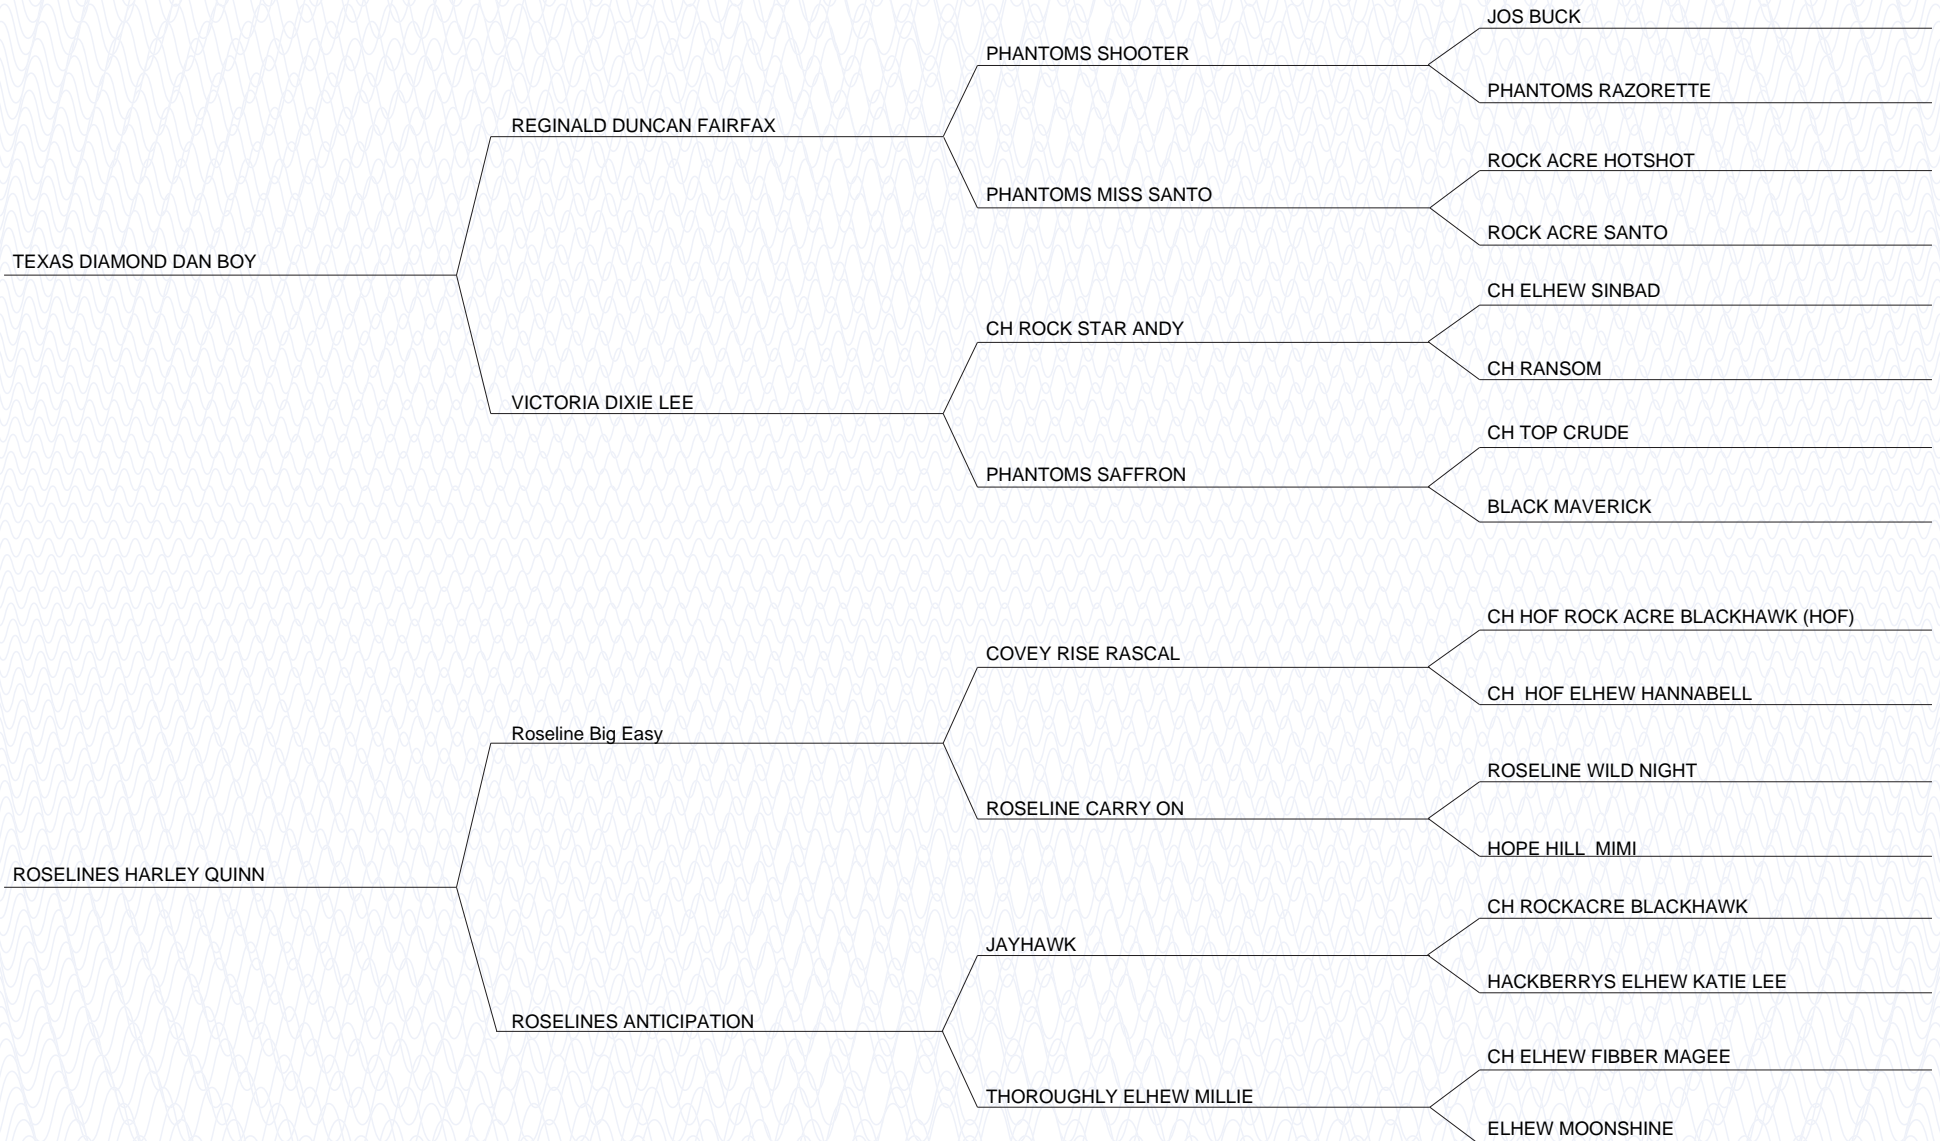 JOS BUCK
PHANTOMS SHOOTER
PHANTOMS RAZORETTE
REGINALD DUNCAN FAIRFAX
ROCK ACRE HOTSHOT
PHANTOMS MISS SANTO
ROCK ACRE SANTO
TEXAS DIAMOND DAN BOY
CH ELHEW SINBAD
CH ROCK STAR ANDY
CH RANSOM
VICTORIA DIXIE LEE
CH TOP CRUDE
PHANTOMS SAFFRON
BLACK MAVERICK
CH HOF ROCK ACRE BLACKHAWK (HOF)
COVEY RISE RASCAL
CH  HOF ELHEW HANNABELL
Roseline Big Easy
ROSELINE WILD NIGHT
ROSELINE CARRY ON
HOPE HILL  MIMI
ROSELINES HARLEY QUINN
CH ROCKACRE BLACKHAWK
JAYHAWK
HACKBERRYS ELHEW KATIE LEE
ROSELINES ANTICIPATION
CH ELHEW FIBBER MAGEE
THOROUGHLY ELHEW MILLIE
ELHEW MOONSHINE